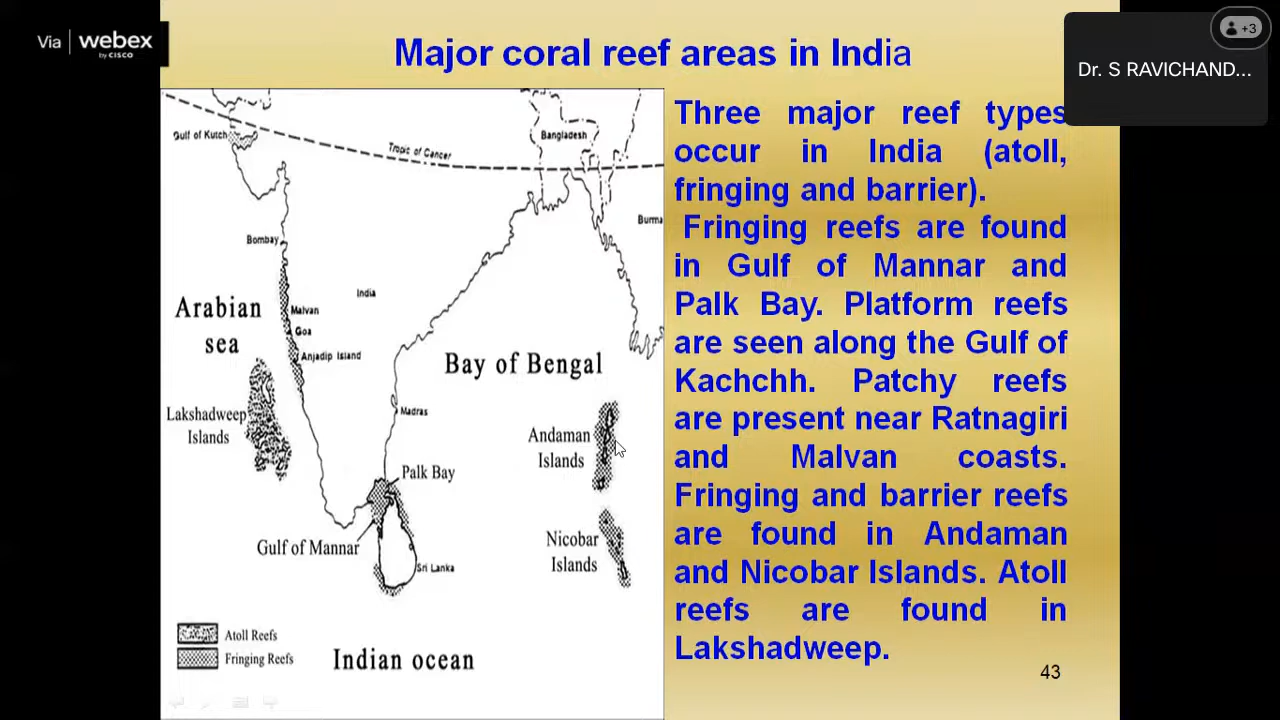 Via webex
by CISCO
Major coral reef areas in India
+3
Dr. S RAVICHAND...
Gulf of Kutch
Tropic of Cancer
Bangladesh
Burma
Bombay
India
Arabian
sea
Malvan
Goa
Anjadip Island
Bay of Bengal
Lakshadweep
Islands
Madras
Andaman
Islands
Palk Bay
Nicobar
Islands
Gulf of Mannar
Sri Lanka
Atoll Reefs
Fringing Reefs
Indian ocean
Three major reef types
occur in India (atoll,
fringing and barrier).
Fringing reefs are found
in Gulf of Mannar and
Palk Bay. Platform reefs
are seen along the Gulf of
Kachchh. Patchy reefs
are present near Ratnagiri
and Malvan coasts.
Fringing and barrier reefs
are found in Andaman
and Nicobar Islands. Atoll
reefs are found in
Lakshadweep.
43